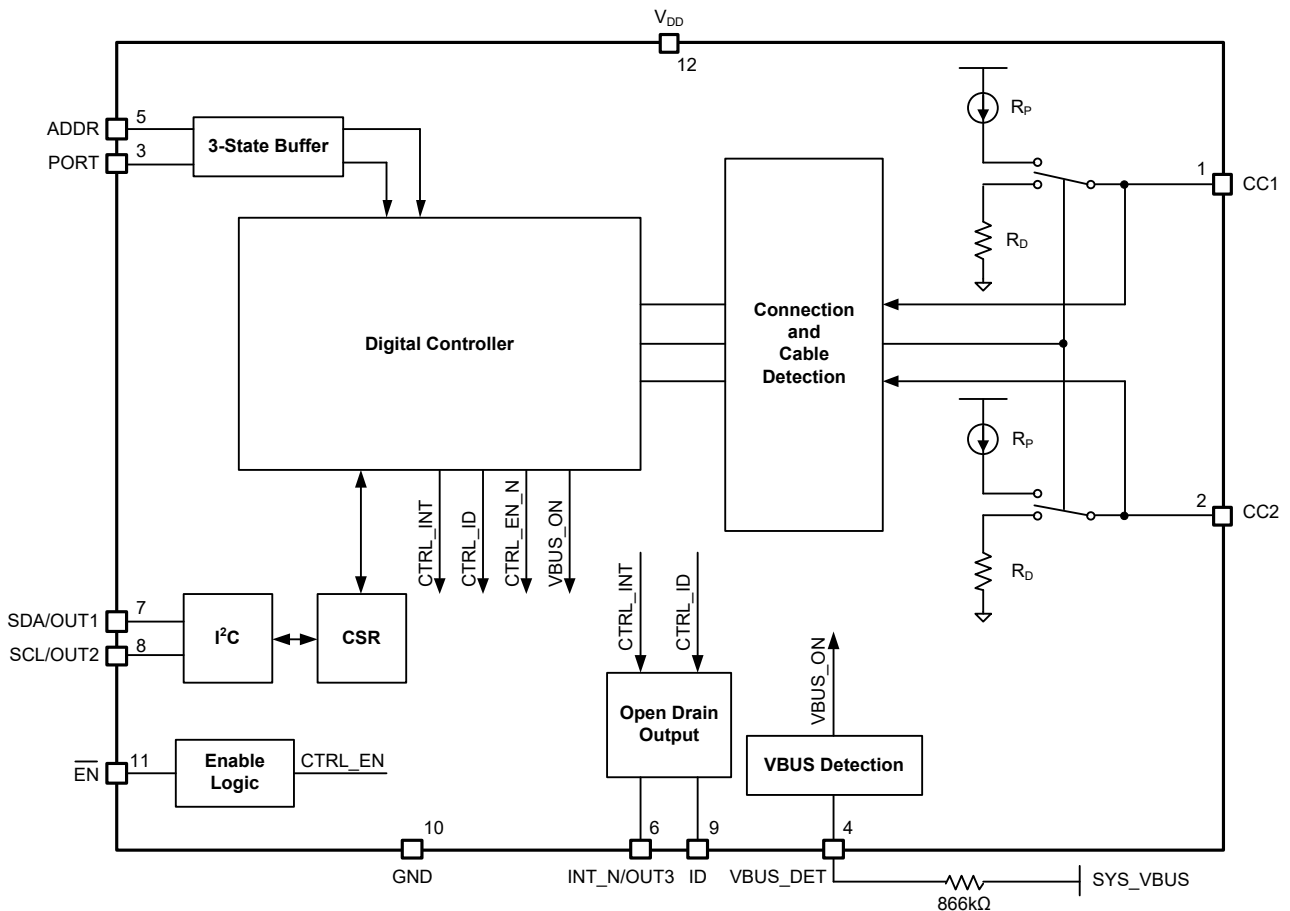 VDD
12
ADDR
5
3-State Buffer
PORT
3
RP
1
CC1
RD
Digital Controller
Connection
and
Cable
Detection
RP
2
CC2
RD
CTRL_INT
CTRL_ID
CTRL_EN_N
VBUS_ON
CTRL_INT
CTRL_ID
VBUS_ON
SDA/OUT1
7
SCL/OUT2
8
I2C
CSR
Open Drain
Output
EN
11
Enable
Logic
CTRL_EN
VBUS Detection
10
GND
6
INT_N/OUT3
9
ID
4
VBUS_DET
866kΩ
SYS_VBUS